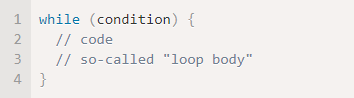 1 while (condition) {
2   // code
3   // so-called "loop body"
4 }